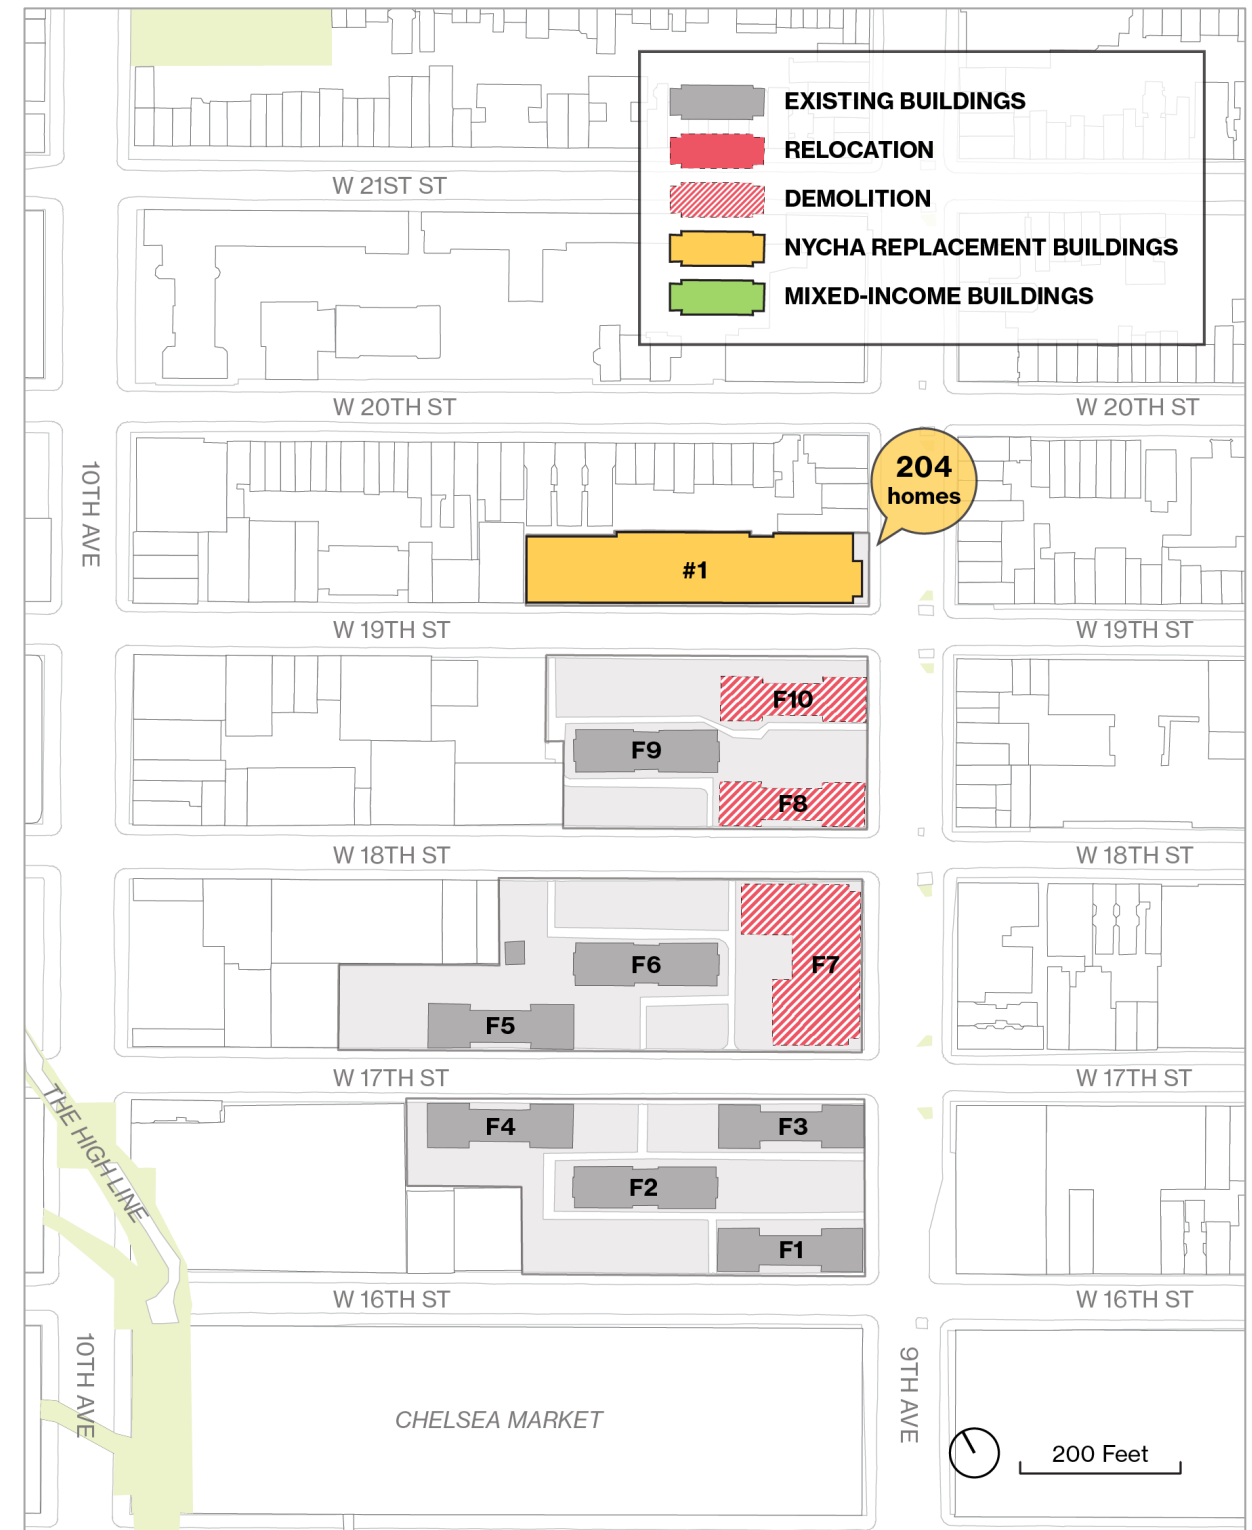 EXISTING BUILDINGS
RELOCATION
DEMOLITION
NYCHA REPLACEMENT BUILDINGS
MIXED-INCOME BUILDINGS
W 21ST ST
W 20TH ST
W 20TH ST
10TH AVE
204
homes
#1
W 19TH ST
W 19TH ST
F10
F9
F8
W 18TH ST
W 18TH ST
F6
F7
F5
W 17TH ST
W 17TH ST
THE HIGH LINE
F4
F3
F2
F1
W 16TH ST
W 16TH ST
10TH AVE
9TH AVE
CHELSEA MARKET
200 Feet